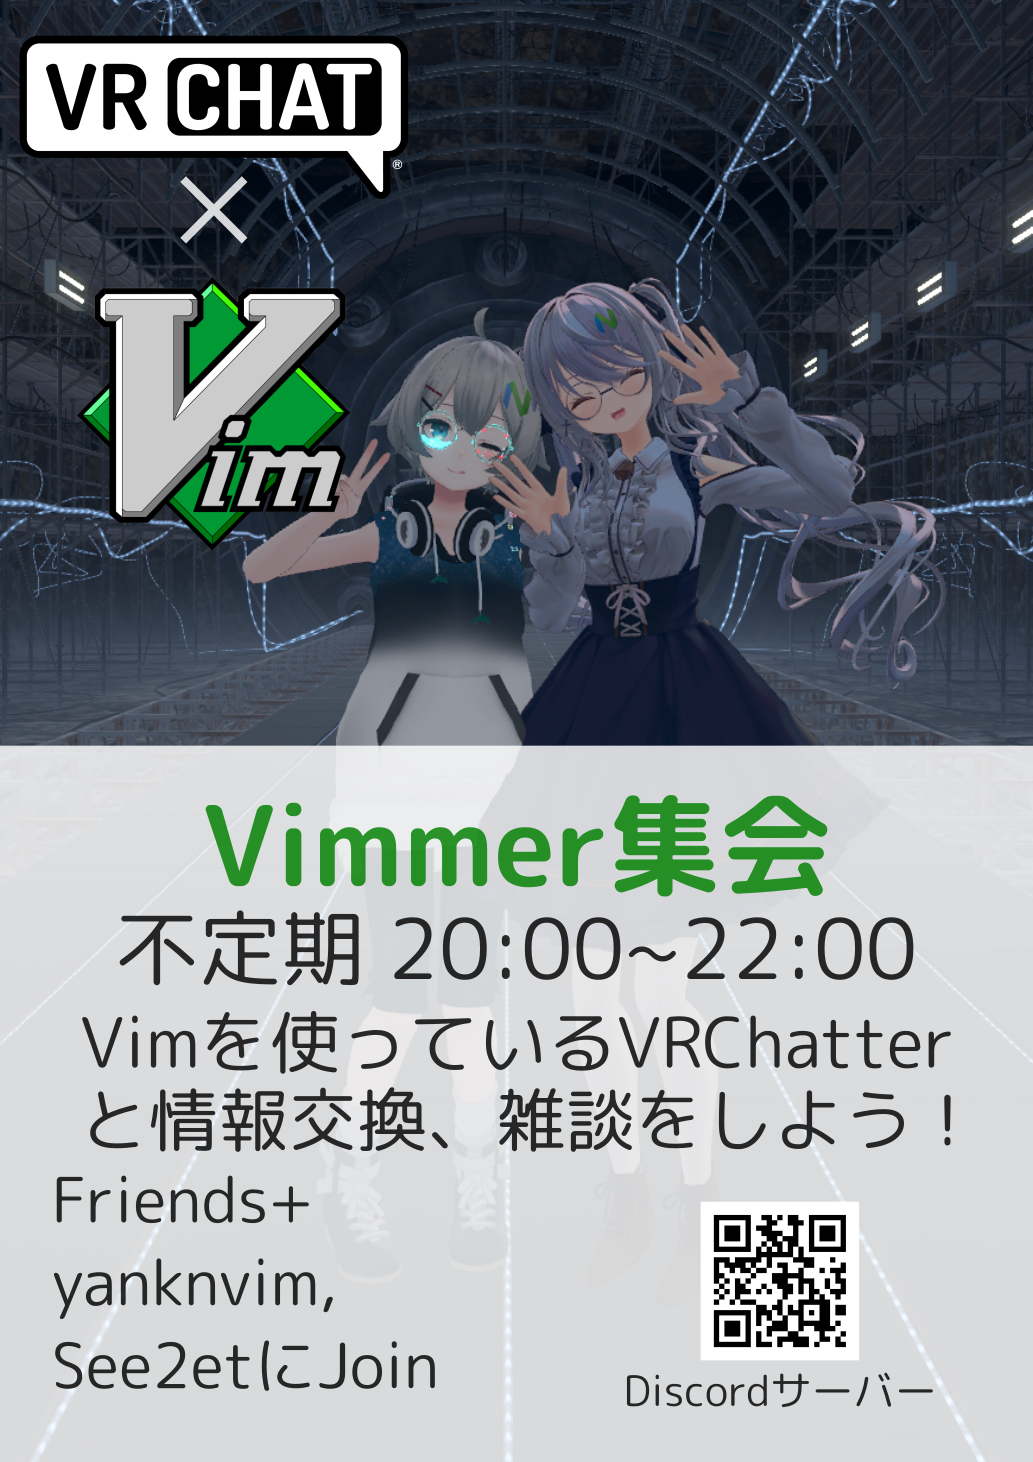 VRCHAT
®
×
Vim
Vimmer集会
不定期 20:00~22:00
Vimを使っているVRChatter
と情報交換、雑談をしよう！
Friends+
yanknvim,
See2etにJoin
Discordサーバー